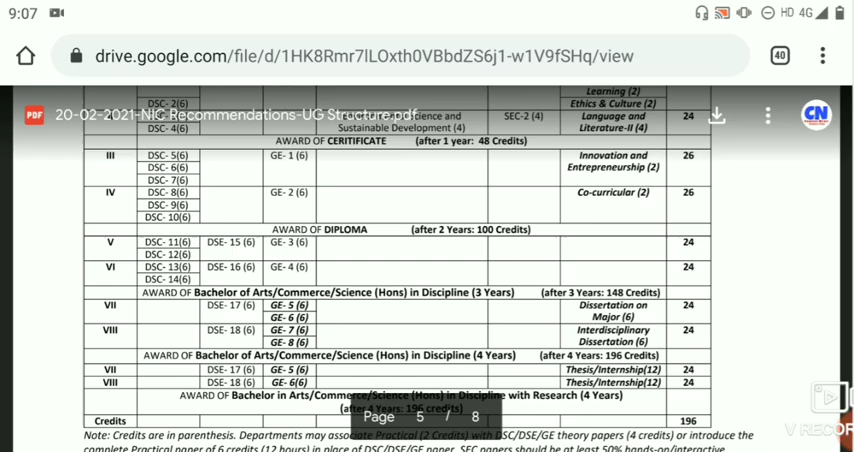 9:07 HD 4G
drive.google.com/file/d/1HK8Rmr7lLOxth0VBbdZS6j1-w1V9fSHq/view 40
Learning (2)
DSC- 2(6) Ethics & Culture (2)
PDF 20-02-2021-NIC-Recommendations-UG Structure.pdf CN
and SEC-2 (4) Language and 24
DSC- 4(6) Sustainable Development (4) Literature-II (4)
AWARD OF CERITIFICATE (after 1 year: 48 Credits)
III DSC- 5(6) GE- 1 (6) Innovation and 26
DSC- 6(6) Entrepreneurship (2)
DSC- 7(6)
IV DSC- 8(6) GE- 2 (6) Co-curricular (2) 26
DSC- 9(6)
DSC- 10(6)
AWARD OF DIPLOMA (after 2 Years: 100 Credits)
V DSC- 11(6) DSE- 15 (6) GE- 3 (6) 24
DSC- 12(6)
VI DSC- 13(6) DSE- 16 (6) GE- 4 (6) 24
DSC- 14(6)
AWARD OF Bachelor of Arts/Commerce/Science (Hons) in Discipline (3 Years) (after 3 Years: 148 Credits)
VII DSE- 17 (6) GE- 5 (6) Dissertation on 24
GE- 6 (6) Major (6)
VIII DSE- 18 (6) GE- 7 (6) Interdisciplinary 24
GE- 8 (6) Dissertation (6)
AWARD OF Bachelor of Arts/Commerce/Science (Hons) in Discipline (4 Years) (after 4 Years: 196 Credits)
VII DSE- 17 (6) GE- 5 (6) Thesis/Internship(12) 24
VIII DSE- 18 (6) GE- 6(6) Thesis/Internship(12) 24
AWARD OF Bachelor in Arts/Commerce/Science (Hons) in Discipline with Research (4 Years)
(after 4 Years: 196 credits)
Page 5 / 8
Credits 196
V RECOR
Note: Credits are in parenthesis. Departments may associate Practical (2 Credits) with DSC/DSE/GE theory papers (4 credits) or introduce the
complete Practical paper of 6 credits (12 hours) in place of DSC/DSE/GE paper. SEC papers should be at least 50% hands-on/interactive